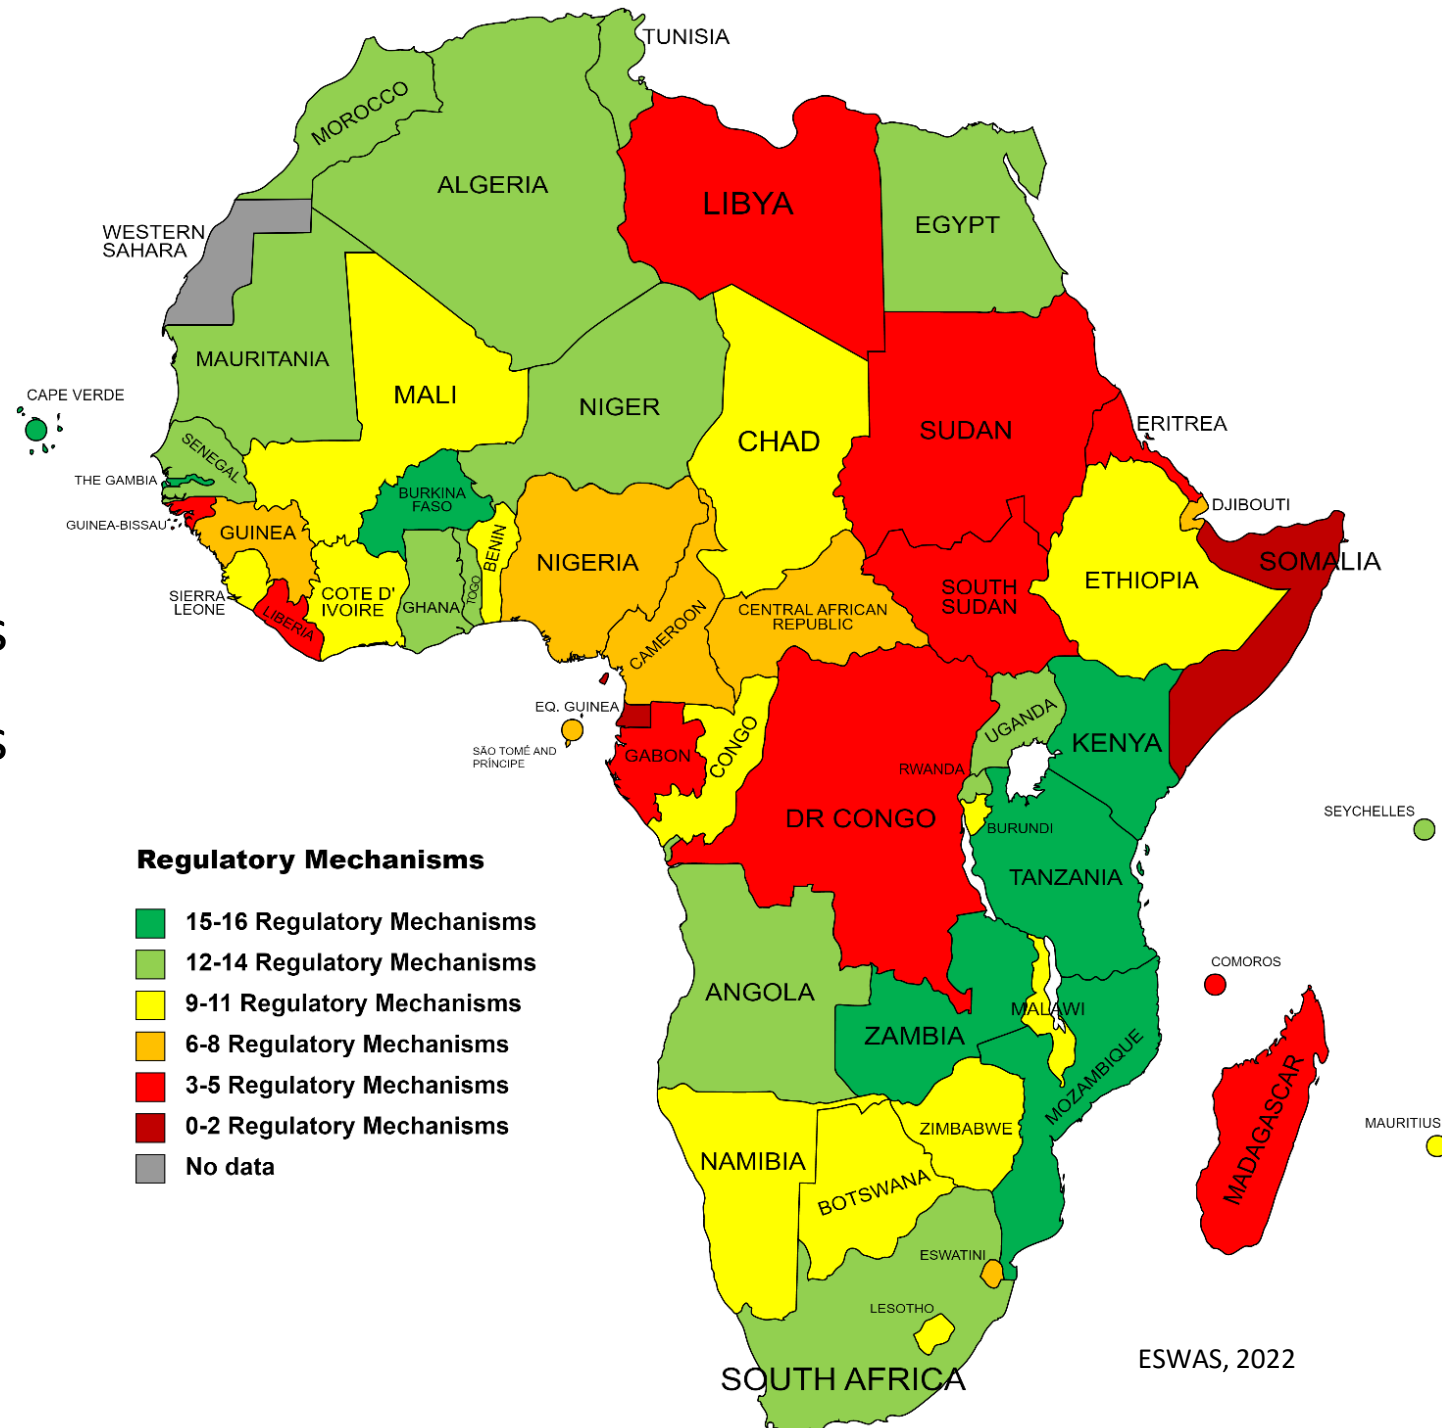 TUNISIA
MOROCCO
ALGERIA
LIBYA
EGYPT
WESTERN
SAHARA
MAURITANIA
MALI
NIGER
CHAD
SUDAN
ERITREA
CAPE VERDE
SENEGAL
THE GAMBIA
GUINEA-BISSAU
GUINEA
BURKINA
FASO
BENIN
NIGERIA
DJIBOUTI
SOMALIA
SIERRA
LEONE
LIBERIA
COTE D'
IVOIRE
GHANA
TOGO
CAMEROON
CENTRAL AFRICAN
REPUBLIC
SOUTH
SUDAN
ETHIOPIA
S
S
EQ. GUINEA
SÃO TOMÉ AND
PRÍNCIPE
GABON
CONGO
UGANDA
KENYA
RWANDA
DR CONGO
BURUNDI
TANZANIA
SEYCHELLES
Regulatory Mechanisms
15-16 Regulatory Mechanisms
12-14 Regulatory Mechanisms
9-11 Regulatory Mechanisms
6-8 Regulatory Mechanisms
3-5 Regulatory Mechanisms
0-2 Regulatory Mechanisms
No data
COMOROS
ANGOLA
MALAWI
ZAMBIA
MOZAMBIQUE
MADAGASCAR
MAURITIUS
ZIMBABWE
NAMIBIA
BOTSWANA
ESWATINI
LESOTHO
SOUTH AFRICA
ESWAS, 2022